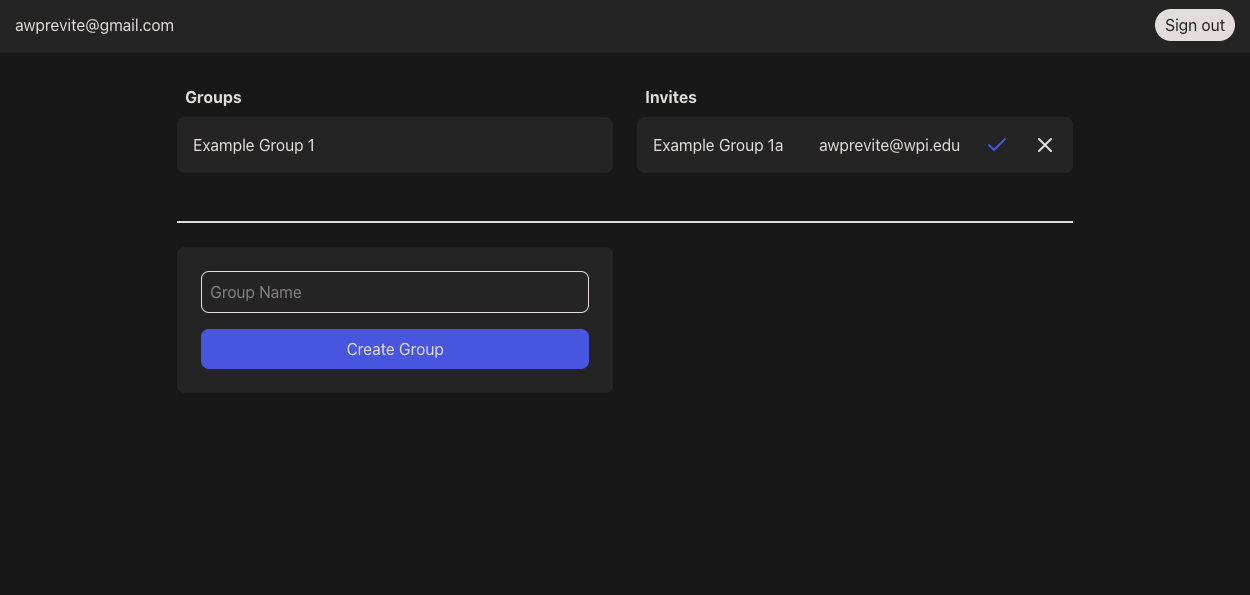 awprevite@gmail.com Sign out
Groups
Example Group 1
Invites
Example Group 1a awprevite@wpi.edu
Group Name
Create Group